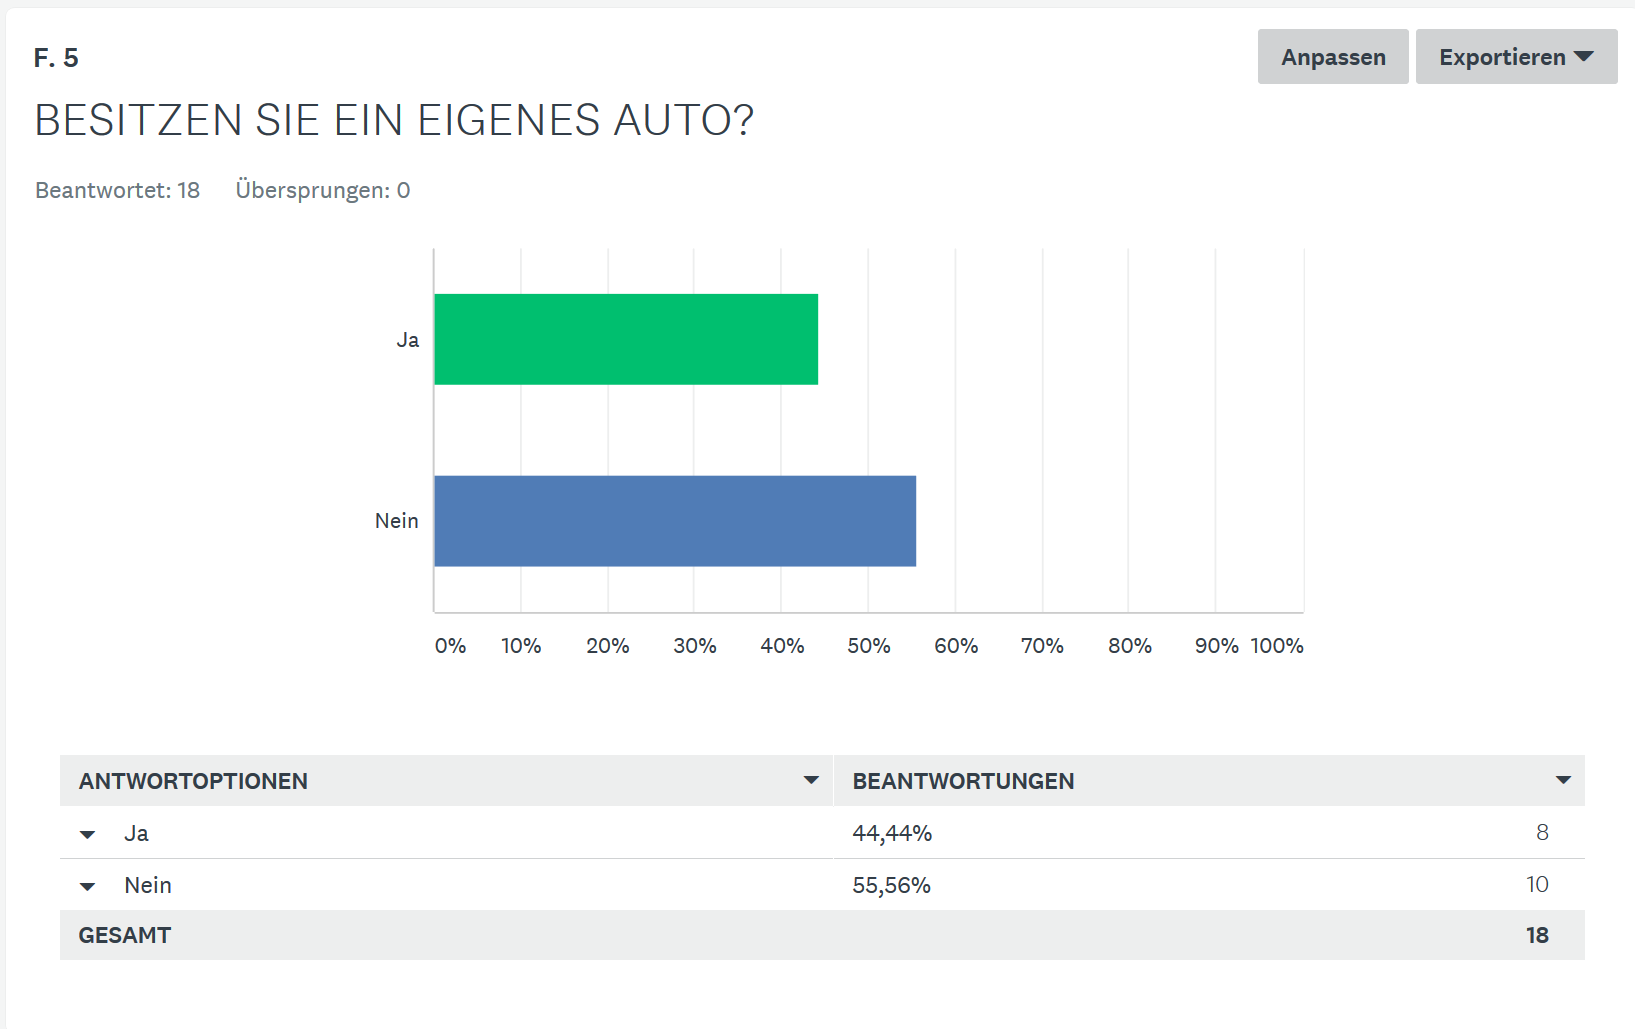 F. 5
Anpassen
Exportieren
BESITZEN SIE EIN EIGENES AUTO?
Beantwortet: 18 Übersprungen: 0
Ja
Nein
0% 10% 20% 30% 40% 50% 60% 70% 80% 90% 100%
ANTWORTOPTIONEN BEANTWORTUNGEN
Ja 44,44% 8
Nein 55,56% 10
GESAMT 18